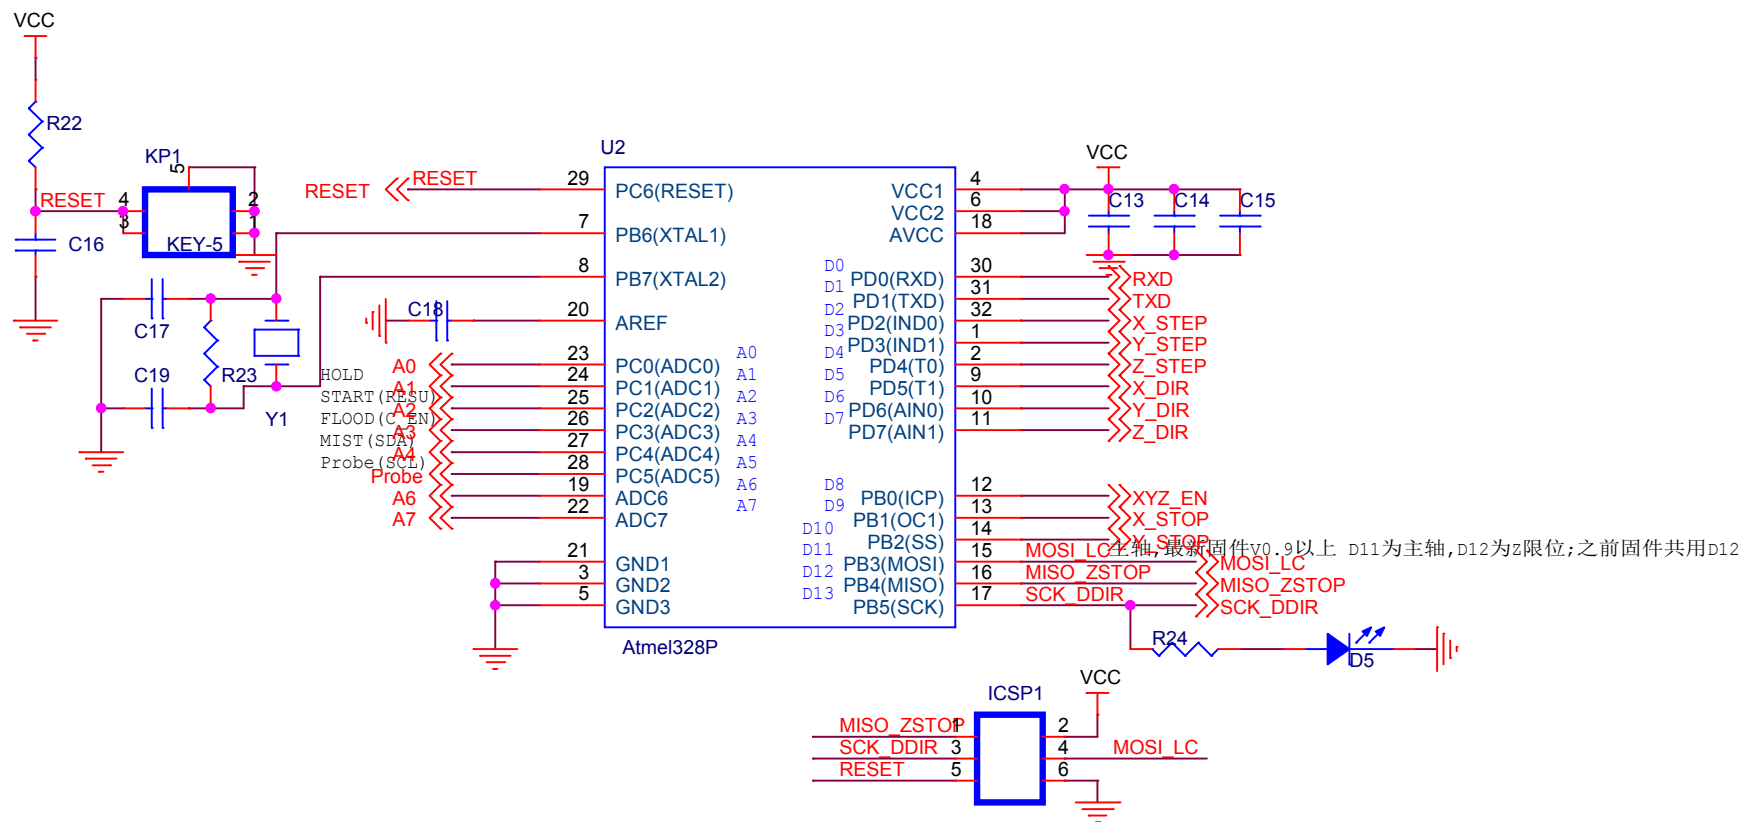 VCC
R22
KP1
5
RESET
4
3
2
1
KEY-5
C16
C17
C19
R23
Y1
C18
U2
RESET
RESET
29
PC6(RESET)
7
PB6(XTAL1)
8
PB7(XTAL2)
20
AREF
A0
23
PC0(ADC0)
A0
HOLD
A1
24
PC1(ADC1)
A1
START(RESU)
A2
25
PC2(ADC2)
A2
FLOOD(C_EN)
A3
26
PC3(ADC3)
A3
MIST(SDA)
A4
27
PC4(ADC4)
A4
Probe(SCL)
Probe
28
PC5(ADC5)
A5
A6
19
ADC6
A6
A7
22
ADC7
A7
21
GND1
3
GND2
5
GND3
Atmel328P
VCC1
4
VCC2
6
AVCC
18
VCC
C13
C14
C15
D0
PD0(RXD)
30
RXD
D1
PD1(TXD)
31
TXD
D2
PD2(IND0)
32
X_STEP
D3
PD3(IND1)
1
Y_STEP
D4
PD4(T0)
2
Z_STEP
D5
PD5(T1)
9
X_DIR
D6
PD6(AIN0)
10
Y_DIR
D7
PD7(AIN1)
11
Z_DIR
D8
PB0(ICP)
12
XYZ_EN
D9
PB1(OC1)
13
X_STOP
D10
PB2(SS)
14
Y_STOP
主轴,最新固件V0.9以上 D11为主轴,D12为Z限位;之前固件共用D12
D11
PB3(MOSI)
15
MOSI_LC
MOSI_LC
D12
PB4(MISO)
16
MISO_ZSTOP
MISO_ZSTOP
D13
PB5(SCK)
17
SCK_DDIR
SCK_DDIR
R24
D5
ICSP1
VCC
MISO_ZSTOP
1
2
SCK_DDIR
3
4
MOSI_LC
RESET
5
6